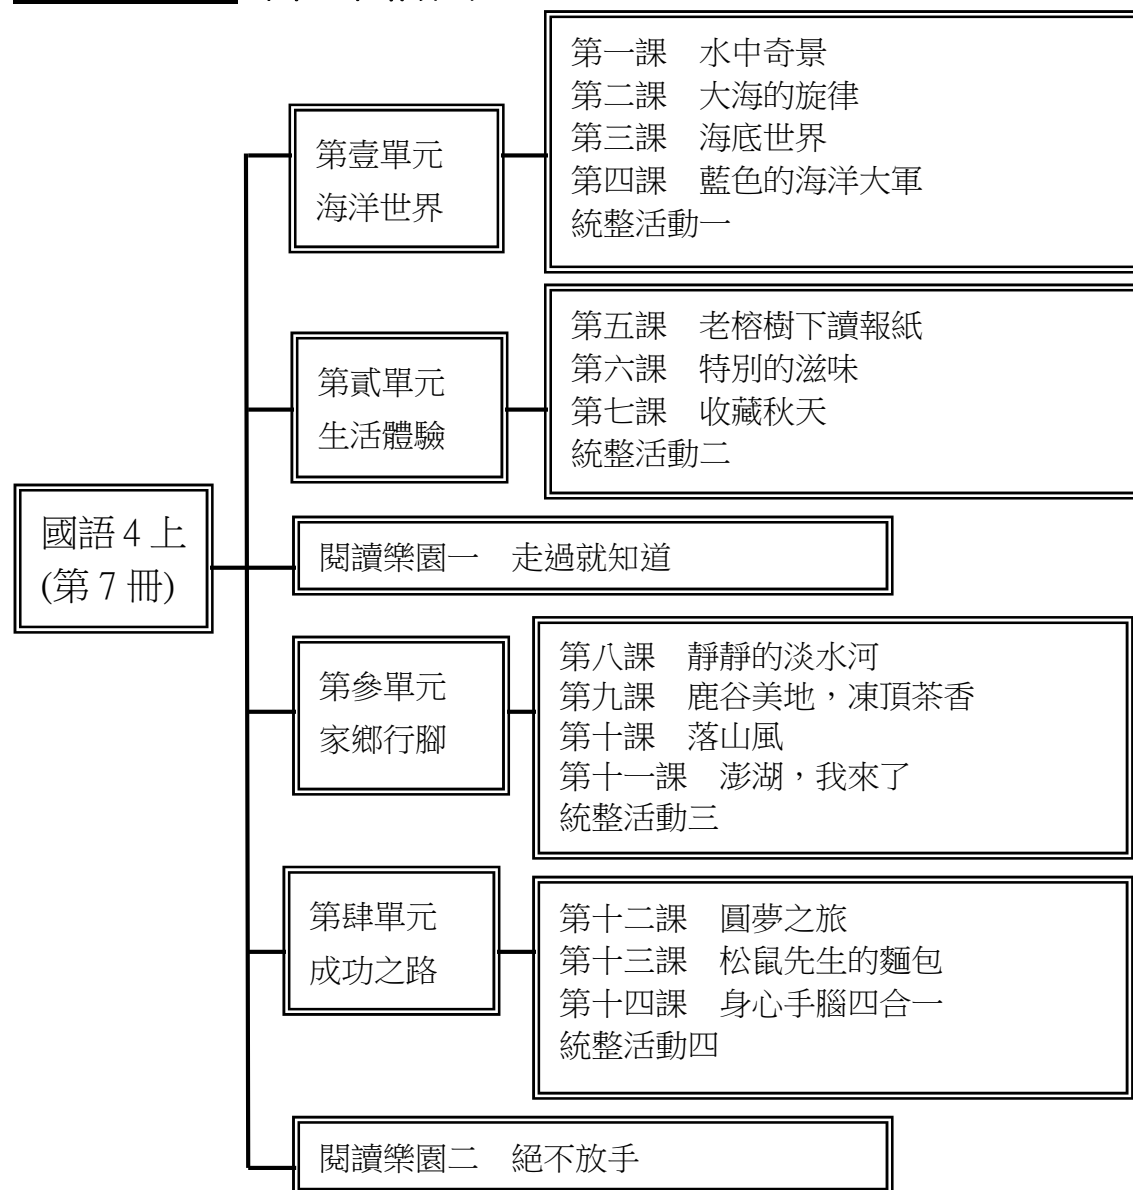 第一課　水中奇景
第二課　大海的旋律
第三課　海底世界
第四課　藍色的海洋大軍
統整活動一
第壹單元
海洋世界
第五課　老榕樹下讀報紙
第六課　特別的滋味
第七課　收藏秋天
統整活動二
第貳單元
生活體驗
國語 4 上
(第 7 冊)
閱讀樂園一　走過就知道
第八課　靜靜的淡水河
第九課　鹿谷美地，凍頂茶香
第十課　落山風
第十一課　澎湖，我來了
統整活動三
第參單元
家鄉行腳
第十二課　圓夢之旅
第十三課　松鼠先生的麵包
第十四課　身心手腦四合一
統整活動四
第肆單元
成功之路
閱讀樂園二　絕不放手